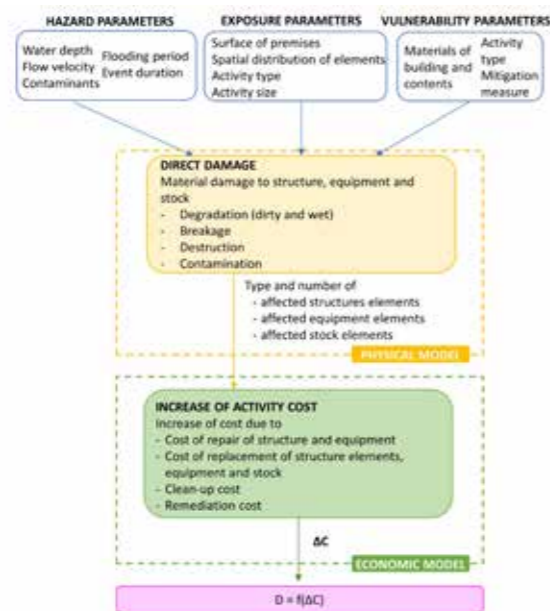 HAZARD PARAMETERS
Water depth
Flow velocity
Contaminants
Flooding period
Event duration
EXPOSURE PARAMETERS
Surface of premises
Spatial distribution of elements
Activity type
Activity size
VULNERABILITY PARAMETERS
Materials of
building and
contents
Activity
type
Mitigation
measure
DIRECT DAMAGE
Material damage to structure, equipment and
stock
- Degradation (dirty and wet)
- Breakage
- Destruction
- Contamination
Type and number of
- affected structures elements
- affected equipment elements
- affected stock elements
PHYSICAL MODEL
INCREASE OF ACTIVITY COST
Increase of cost due to
- Cost of repair of structure and equipment
- Cost of replacement of structure elements,
equipment and stock
- Clean-up cost
- Remediation cost
ΔC
ECONOMIC MODEL
D = f(ΔC)